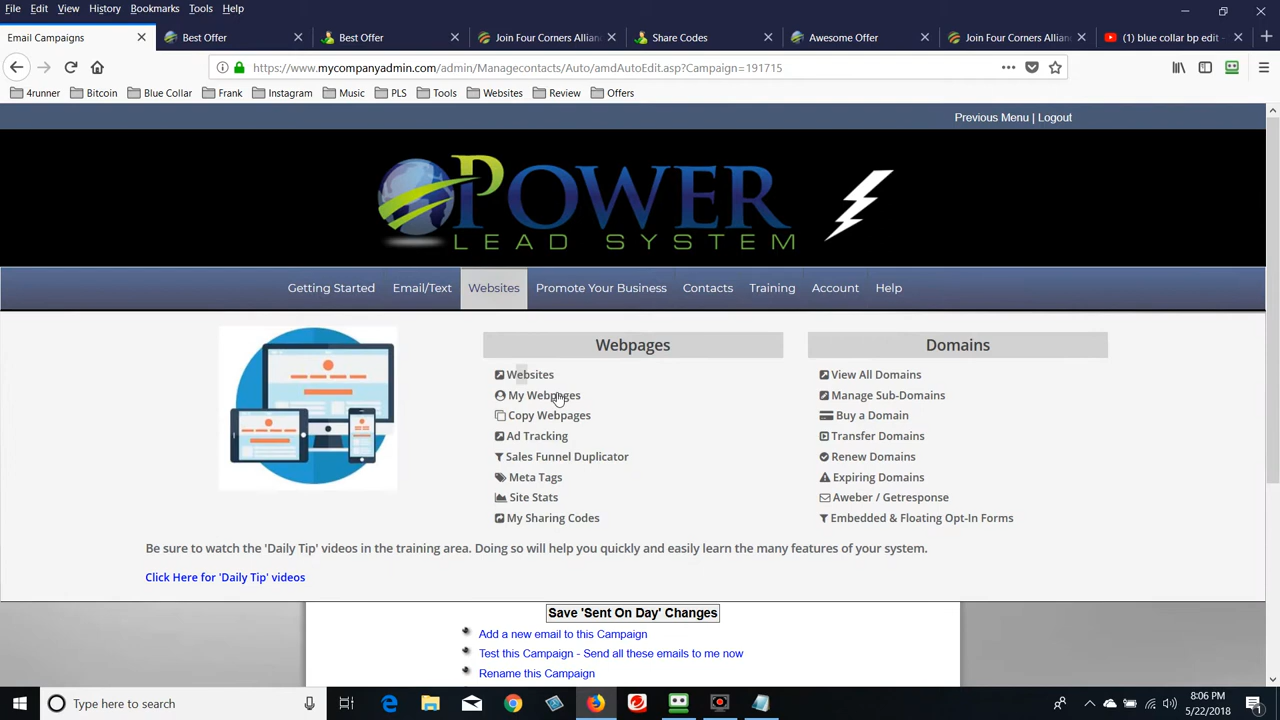 File Edit View History Bookmarks Tools Help
Email Campaigns Best Offer Best Offer Join Four Corners Allian Share Codes Awesome Offer Join Four Corners Allian (1) blue collar bp edit -
https://www.mycompanyadmin.com/admin/Managecontacts/Auto/amdAutoEdit.asp?Campaign=191715
4runner Bitcoin Blue Collar Frank Instagram Music PLS Tools Websites Review Offers
Previous Menu | Logout
POWER
LEAD SYSTEM
Getting Started Email/Text Websites Promote Your Business Contacts Training Account Help
Webpages Domains
Websites View All Domains
My Webpages Manage Sub-Domains
Copy Webpages Buy a Domain
Ad Tracking Transfer Domains
Sales Funnel Duplicator Renew Domains
Meta Tags Expiring Domains
Site Stats Aweber / Getresponse
My Sharing Codes Embedded & Floating Opt-In Forms
Be sure to watch the 'Daily Tip' videos in the training area. Doing so will help you quickly and easily learn the many features of your system.
Click Here for 'Daily Tip' videos
Save 'Sent On Day' Changes
Add a new email to this Campaign
Test this Campaign - Send all these emails to me now
Rename this Campaign
Type here to search
8:06 PM
5/22/2018
1